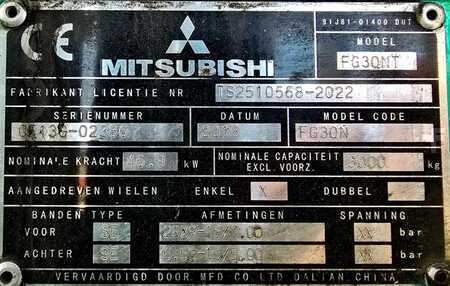 91J81-01400 DUT
CE MITSUBISHI
MODEL
FG30NT
FABRIKANT LICENTIE NR. TS2510568-2022
SERIENUMMER DATUM MODEL CODE
FG30N
NOMINALE KRACHT kW NOMINALE CAPACITEIT EXCL. VOORZ. 3000 kg
AANGEDREVEN WIELEN ENKEL X DUBBEL
BANDEN TYPE AFMETINGEN SPANNING
VOOR SE XX bar
ACHTER SE XX bar
VERVAARDIGD DOOR MFD CO.LTD DALIAN CHINA